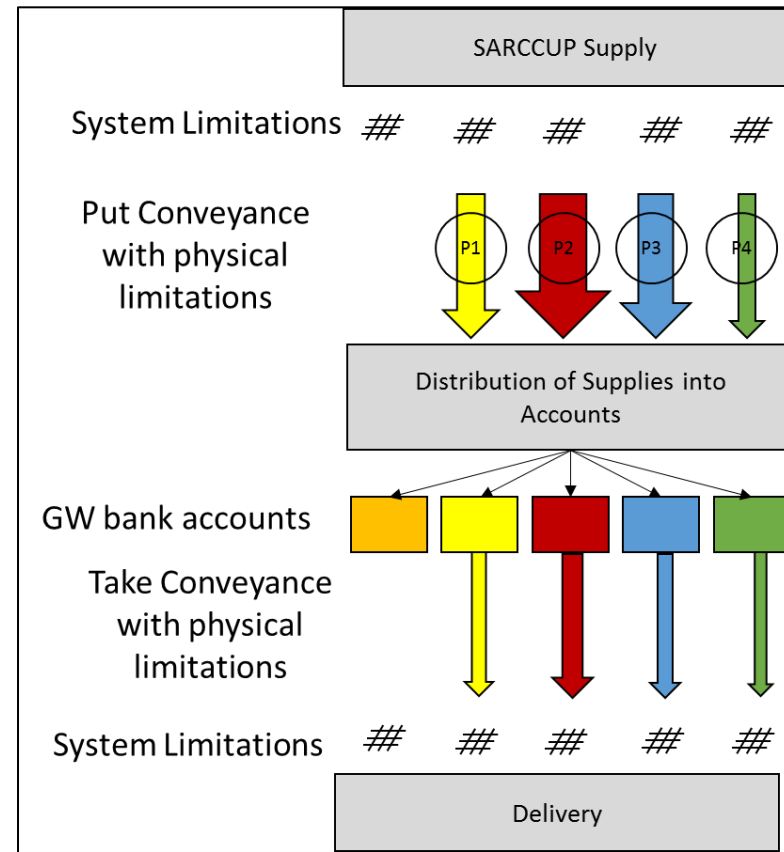 SARCCUP Supply
System Limitations
Put Conveyance
with physical
limitations
P1
P2
P3
P4
Distribution of Supplies into
Accounts
GW bank accounts
Take Conveyance
with physical
limitations
System Limitations
Delivery